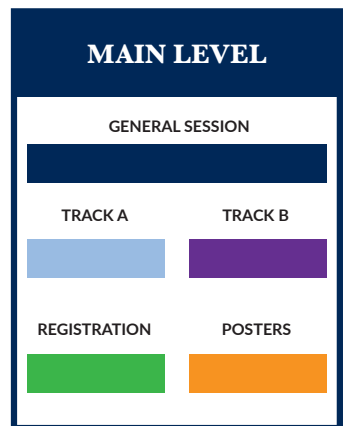 MAIN LEVEL
GENERAL SESSION
TRACK A
TRACK B
REGISTRATION
POSTERS